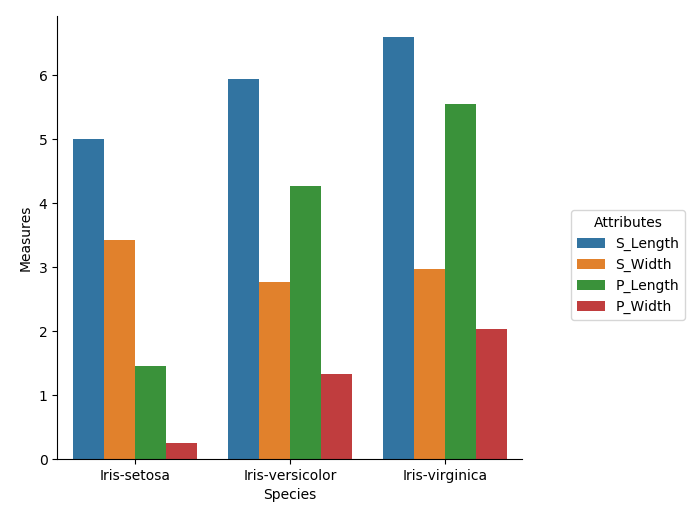 Measures
6
5
4
3
2
1
0
Iris-setosa Iris-versicolor Iris-virginica
Species
Attributes
S_Length
S_Width
P_Length
P_Width